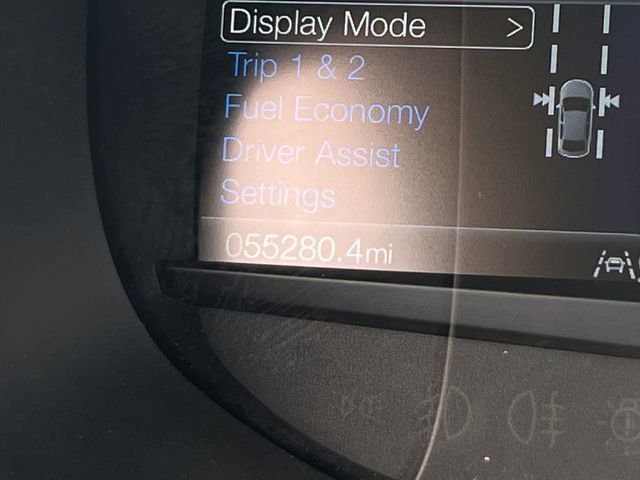 Display Mode >
Trip 1 & 2
Fuel Economy
Driver Assist
Settings
055280.4mi